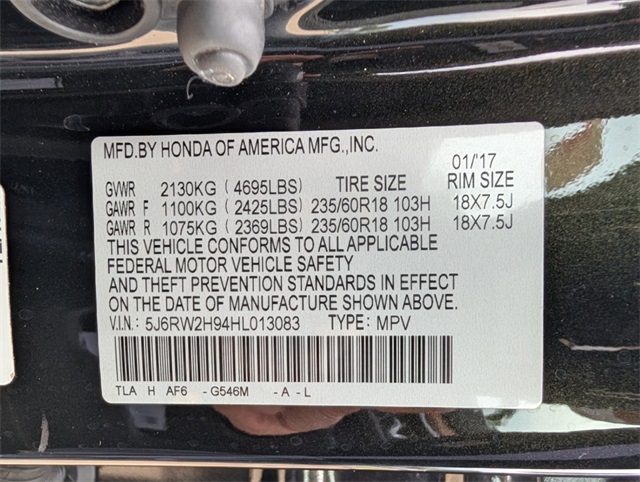 MFD.BY HONDA OF AMERICA MFG.,INC.
01/'17
GVWR 2130KG (4695LBS) TIRE SIZE RIM SIZE
GAWR F 1100KG (2425LBS) 235/60R18 103H 18X7.5J
GAWR R 1075KG (2369LBS) 235/60R18 103H 18X7.5J
THIS VEHICLE CONFORMS TO ALL APPLICABLE
FEDERAL MOTOR VEHICLE SAFETY
AND THEFT PREVENTION STANDARDS IN EFFECT
ON THE DATE OF MANUFACTURE SHOWN ABOVE.
V.I.N.: 5J6RW2H94HL013083 TYPE: MPV
TLA H AF6 -G546M -A-L